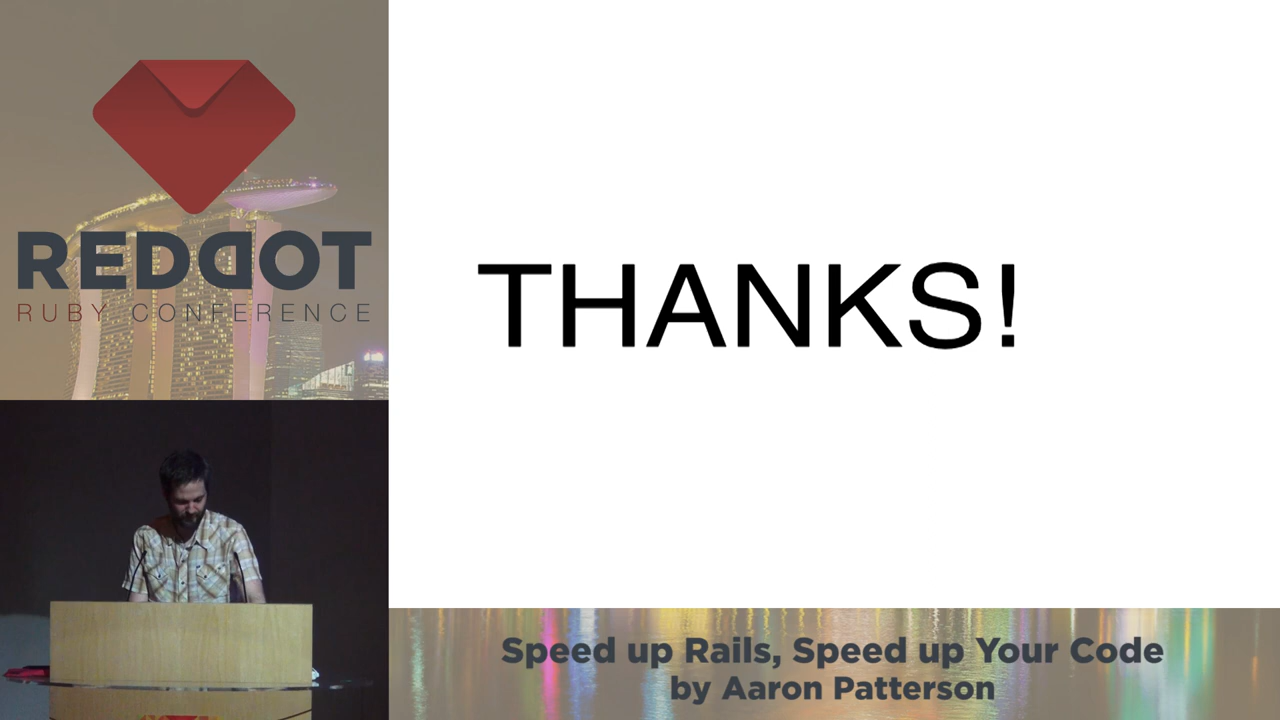 REDDOT
RUBY CONFERENCE
THANKS!
Speed up Rails, Speed up Your Code
by Aaron Patterson